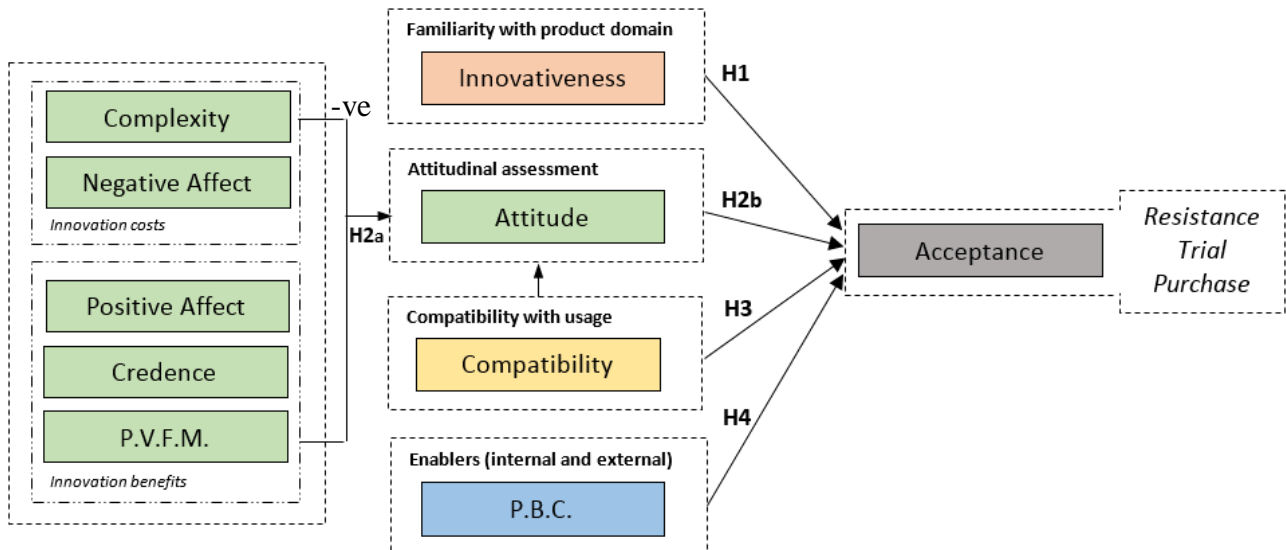 Complexity
-ve
Negative Affect
Innovation costs
Positive Affect
Credence
P.V.F.M.
Innovation benefits
H2a
Familiarity with product domain
Innovativeness
Attitudinal assessment
Attitude
Compatibility with usage
Compatibility
Enablers (internal and external)
P.B.C.
H1
H2b
H3
H4
Acceptance
Resistance
Trial
Purchase